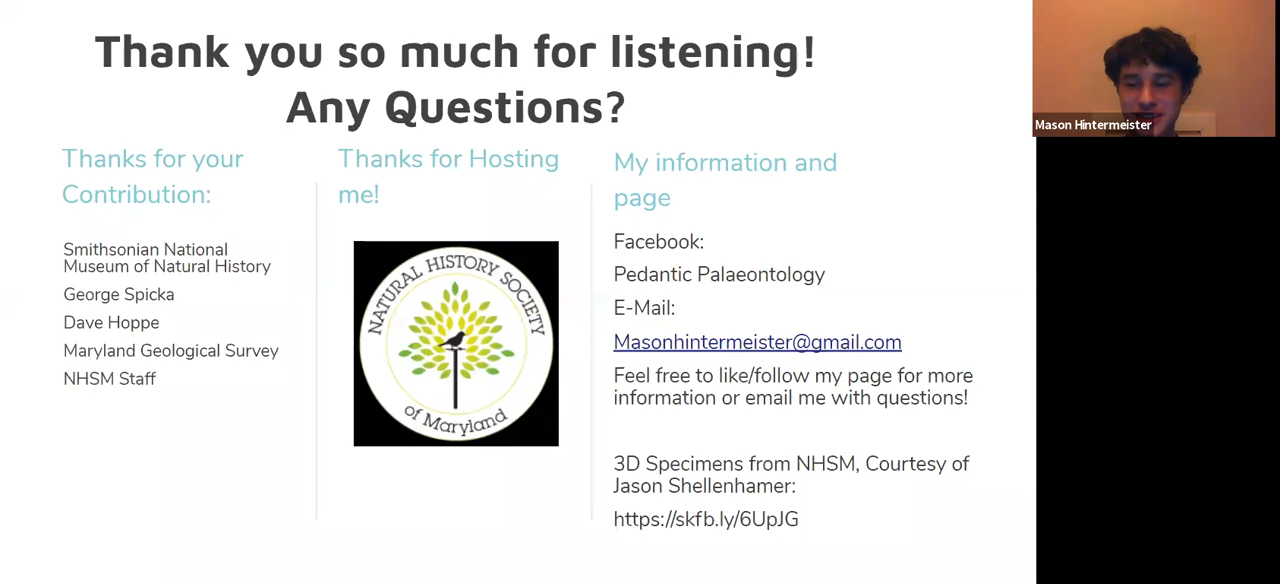 Thank you so much for listening!
Any Questions?
Thanks for your
Contribution:
Smithsonian National
Museum of Natural History
George Spicka
Dave Hoppe
Maryland Geological Survey
NHSM Staff
Thanks for Hosting
me!
NATURAL HISTORY SOCIETY
of Maryland
My information and
page
Facebook:
Pedantic Palaeontology
E-Mail:
Masonhintermeister@gmail.com
Feel free to like/follow my page for more
information or email me with questions!
3D Specimens from NHSM, Courtesy of
Jason Shellenhamer:
https://skfb.ly/6UpJG
Mason Hintermeister